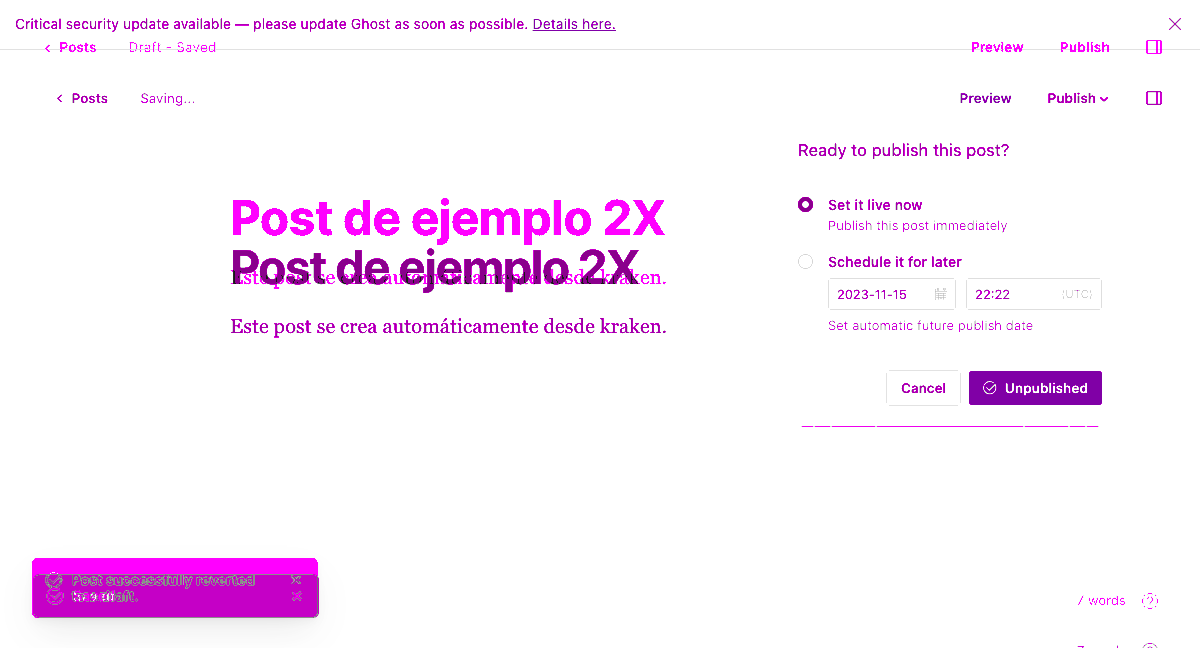 Critical security update available — please update Ghost as soon as possible. Details here.
Posts Draft - Saved Preview Publish
Posts Saving... Preview Publish
Ready to publish this post?
Set it live now
Publish this post immediately
Post de ejemplo 2X
Post de ejemplo 2X
Este post se crea automáticamente desde kraken.
Schedule it for later
2023-11-15 22:22 (UTC)
Este post se crea automáticamente desde kraken.
Set automatic future publish date
Cancel Unpublished
Post successfully reverted
to a draft.
7 words